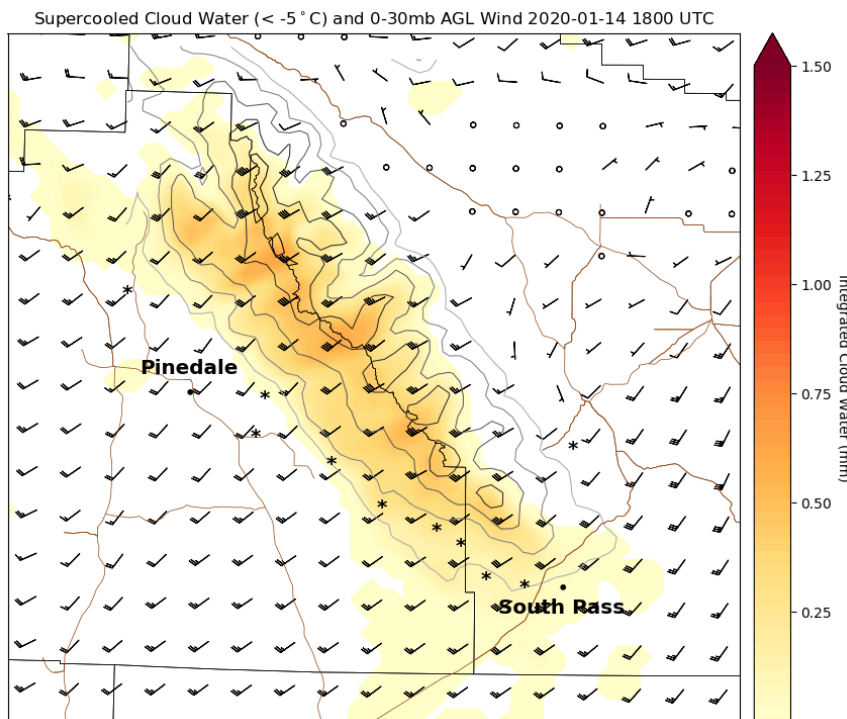 Supercooled Cloud Water (< -5˚C) and 0-30mb AGL Wind 2020-01-14 1800 UTC
1.50
1.25
1.00
0.75
0.50
0.25
Integrated Cloud Water (mm)
Pinedale
South Pass